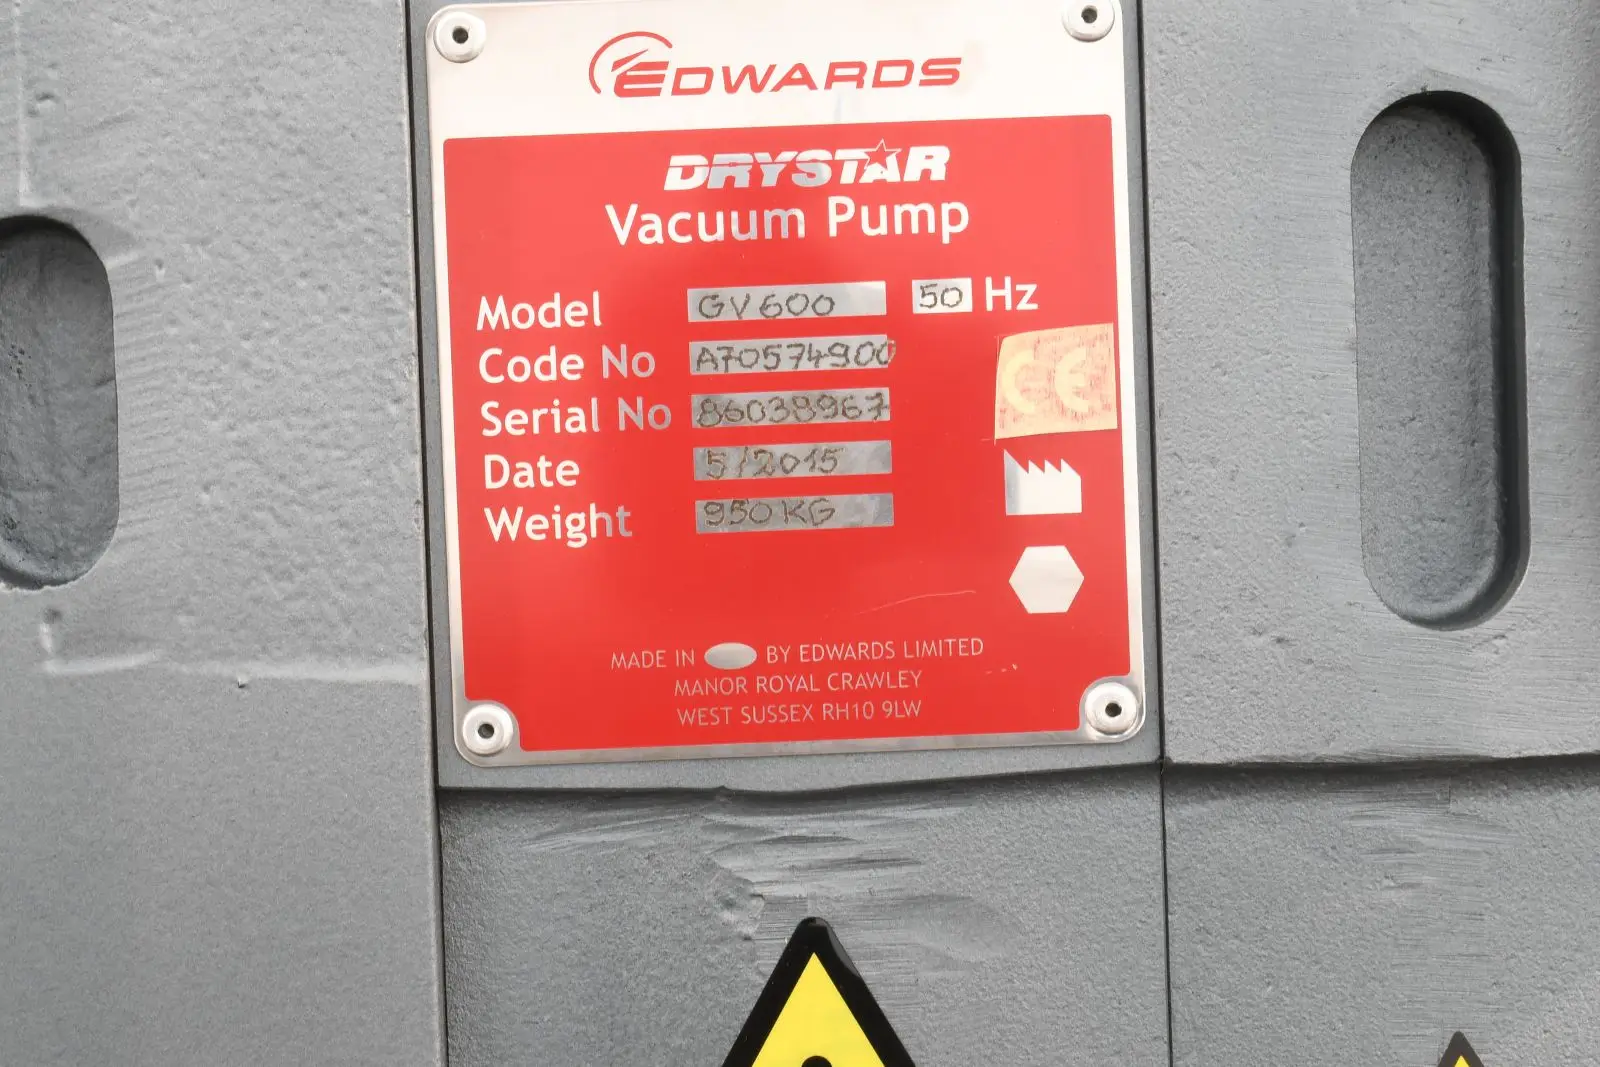 EDWARDS
DRYSTAR
Vacuum Pump
Model GV600 50 Hz
Code No A70574900
Serial No 86038967
Date 5/2015
Weight 950KG
CE
MADE IN BY EDWARDS LIMITED
MANOR ROYAL CRAWLEY
WEST SUSSEX RH10 9LW